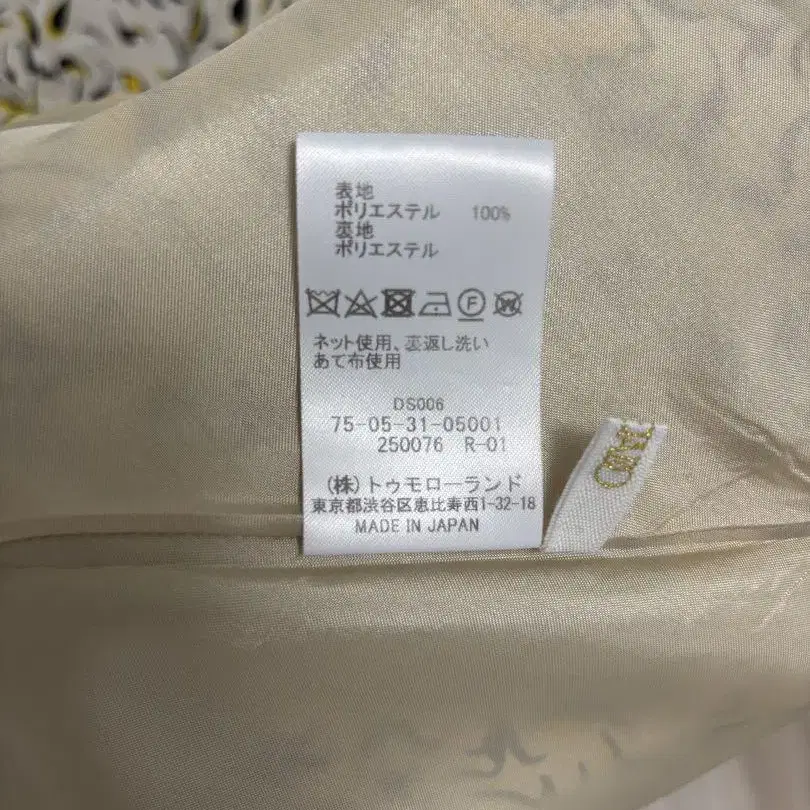 表地
ポリエステル 100%
裏地
ポリエステル
F
W
ネット使用、裏返し洗い
あて布使用
DS006
75-05-31-05001
250076 R-01
(株)トゥモローランド
東京都渋谷区恵比寿西1-32-18
MADE IN JAPAN